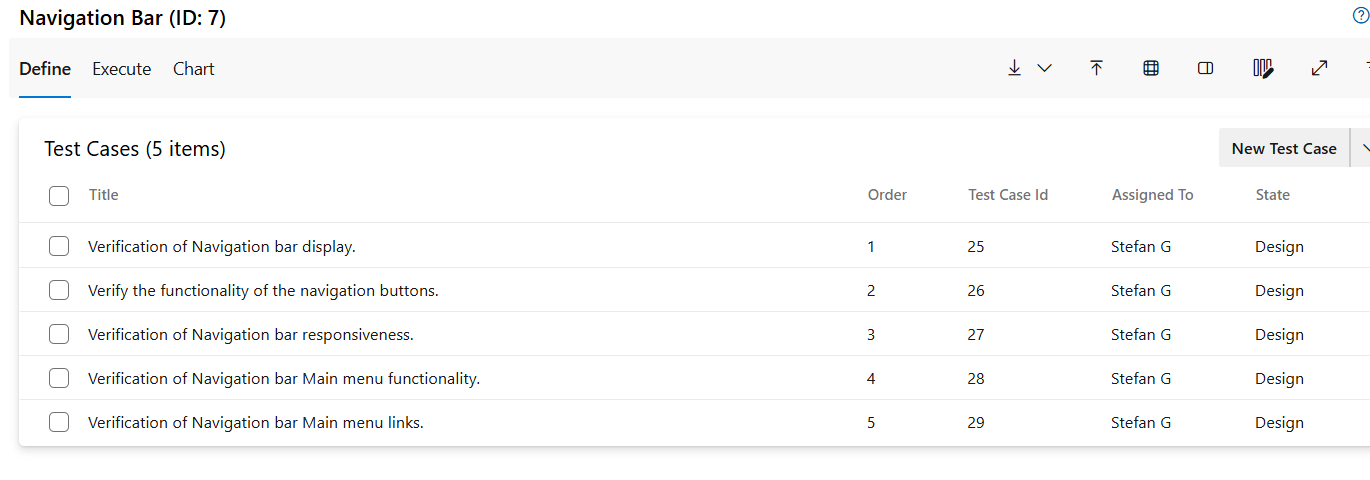 Navigation Bar (ID: 7)
Define Execute Chart
Test Cases (5 items) New Test Case
Title Order Test Case Id Assigned To State
Verification of Navigation bar display. 1 25 Stefan G Design
Verify the functionality of the navigation buttons. 2 26 Stefan G Design
Verification of Navigation bar responsiveness. 3 27 Stefan G Design
Verification of Navigation bar Main menu functionality. 4 28 Stefan G Design
Verification of Navigation bar Main menu links. 5 29 Stefan G Design